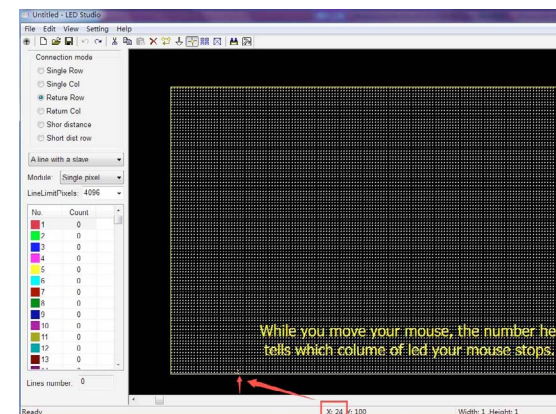 Untitled - LED Studio
File Edit View Setting Help
Connection mode
Single Row
Single Col
Reture Row
Return Col
Shor distance
Short dist row
A line with a slave
Module: Single pixel
LineLimitPixels: 4096
No. Count
1 0
2 0
3 0
4 0
5 0
6 0
7 0
8 0
9 0
10 0
11 0
12 0
13 0
Lines number. 0
While you move your mouse, the number he
tells which colume of led your mouse stops.
Ready X: 24 Y: 100 Width: 1 Height: 1